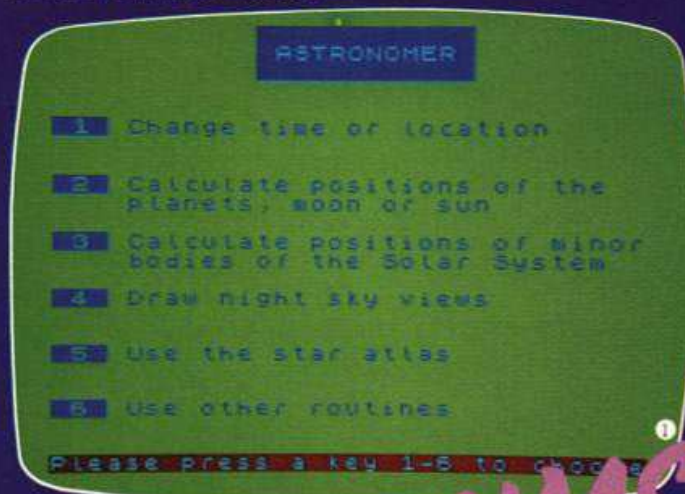 ASTRONOMER
1 Change time or location
2 Calculate positions of the
planets, moon or sun
3 Calculate positions of minor
bodies of the Solar System
4 Draw night sky views
5 Use the star atlas
6 Use other routines
1
Please press a key 1-6 to choose